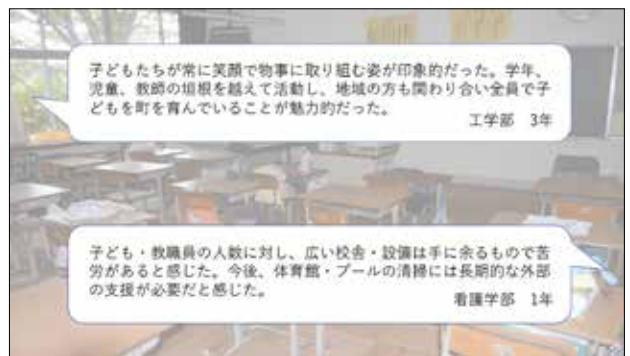 子どもたちが常に笑顔で物事に取り組む姿が印象的だった。学年、
児童、教師の垣根を越えて活動し、地域の方も関わり合い全員で子
どもを町を育んでいることが魅力的だった。
工学部　3年
子ども・教職員の人数に対し、広い校舎・設備は手に余るもので苦
労があると感じた。今後、体育館・プールの清掃には長期的な外部
の支援が必要だと感じた。
看護学部　1年